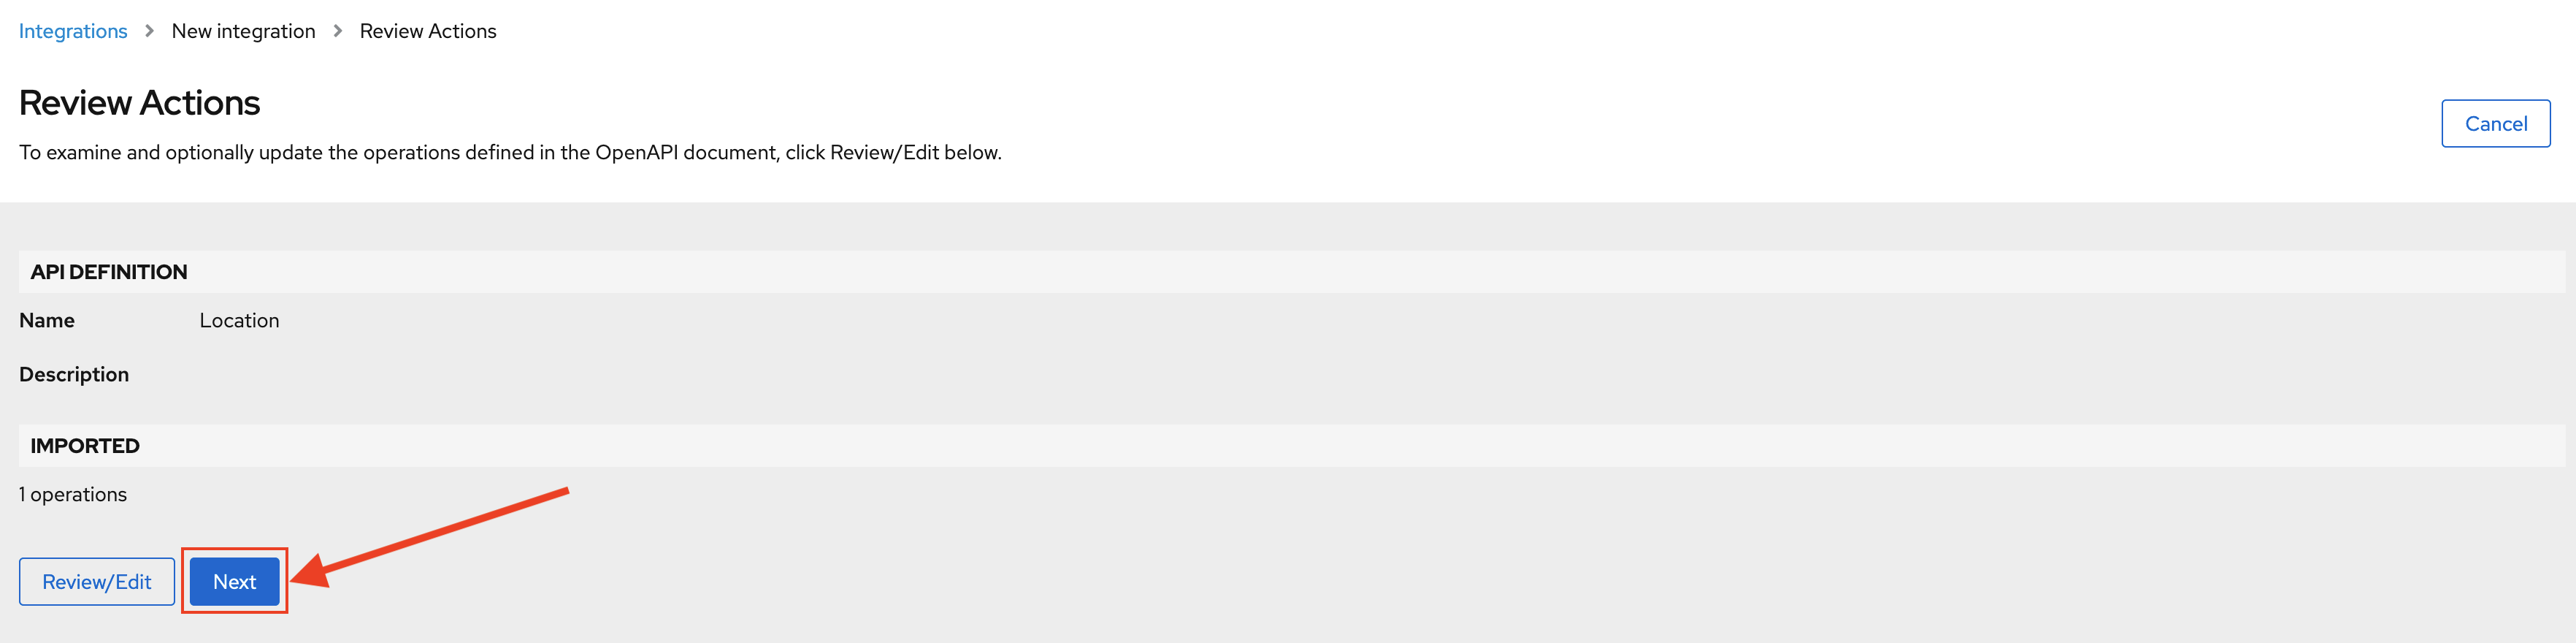 Integrations > New integration > Review Actions
Review Actions
Cancel
To examine and optionally update the operations defined in the OpenAPI document, click Review/Edit below.
API DEFINITION
Name Location
Description
IMPORTED
1 operations
Review/Edit Next